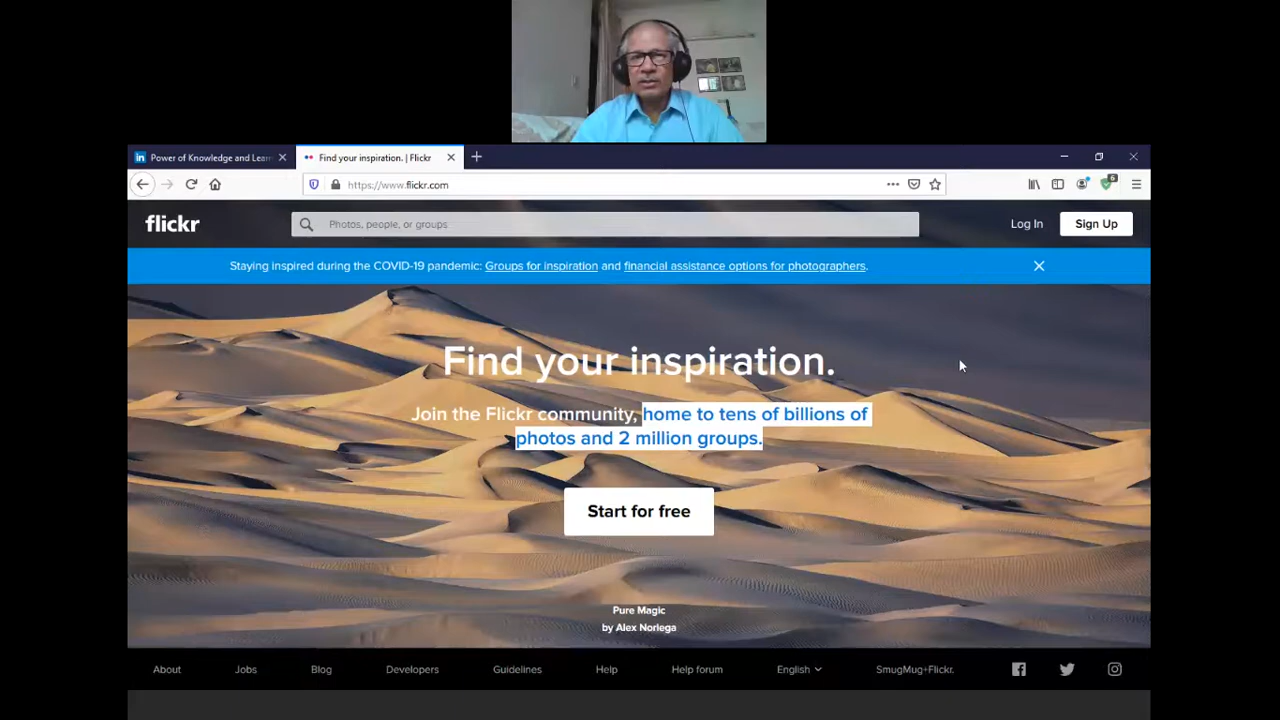 Power of Knowledge and Lear
Find your inspiration. | Flickr
https://www.flickr.com
6
flickr
Photos, people, or groups
Log In
Sign Up
Staying inspired during the COVID-19 pandemic: Groups for inspiration and financial assistance options for photographers.
Find your inspiration.
Join the Flickr community, home to tens of billions of
photos and 2 million groups.
Start for free
Pure Magic
by Alex Noriega
About
Jobs
Blog
Developers
Guidelines
Help
Help forum
English
SmugMug+Flickr.